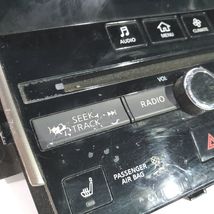 AUDIO MENU CLIMATE
VOL
SEEK
TRACK
RADIO
PASSENGER
AIR BAG